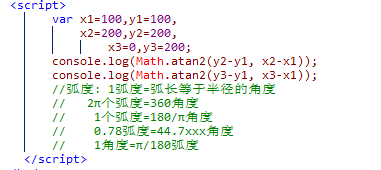 <script>
var x1=100,y1=100,
x2=200,y2=200,
x3=0,y3=200;
console.log(Math.atan2(y2-y1, x2-x1));
console.log(Math.atan2(y3-y1, x3-x1));
//弧度: 1弧度=弧长等于半径的角度
// 2π个弧度=360角度
// 1个弧度=180/π角度
// 0.78弧度=44.7xxx角度
// 1角度=π/180弧度
</script>